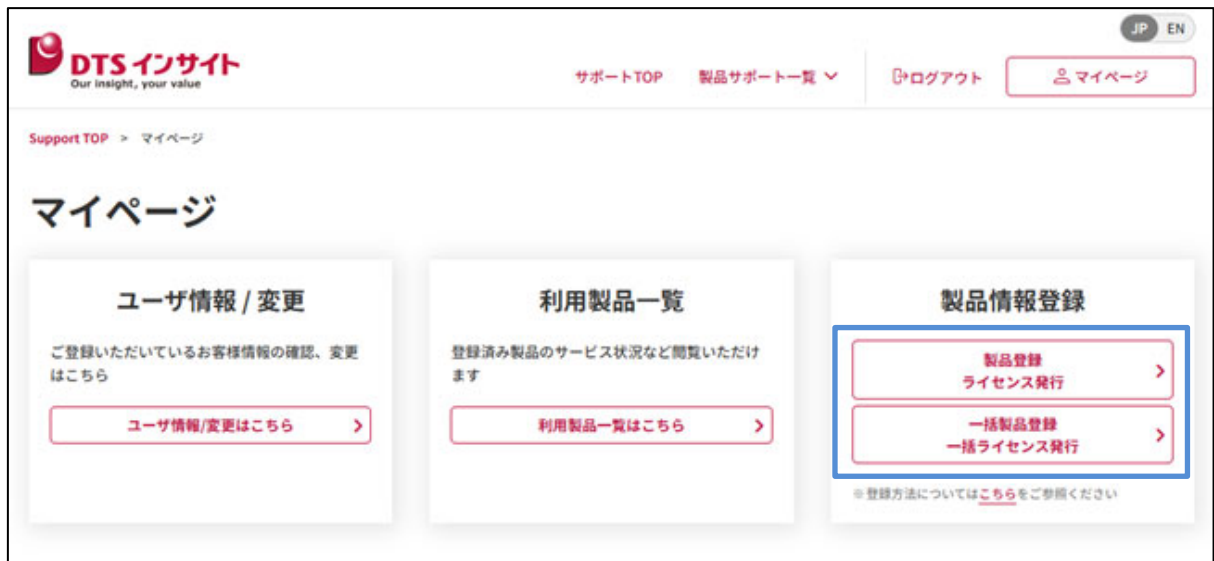 JP EN
DTS インサイト
Our insight, your value
サポートTOP 製品サポート一覧 ログアウト マイページ
Support TOP > マイページ
マイページ
ユーザ情報 / 変更
ご登録いただいているお客様情報の確認、変更
はこちら
ユーザ情報/変更はこちら
利用製品一覧
登録済み製品のサービス状況など閲覧いただけ
ます
利用製品一覧はこちら
製品情報登録
製品登録
ライセンス発行
一括製品登録
一括ライセンス発行
※登録方法についてはこちらをご参照ください